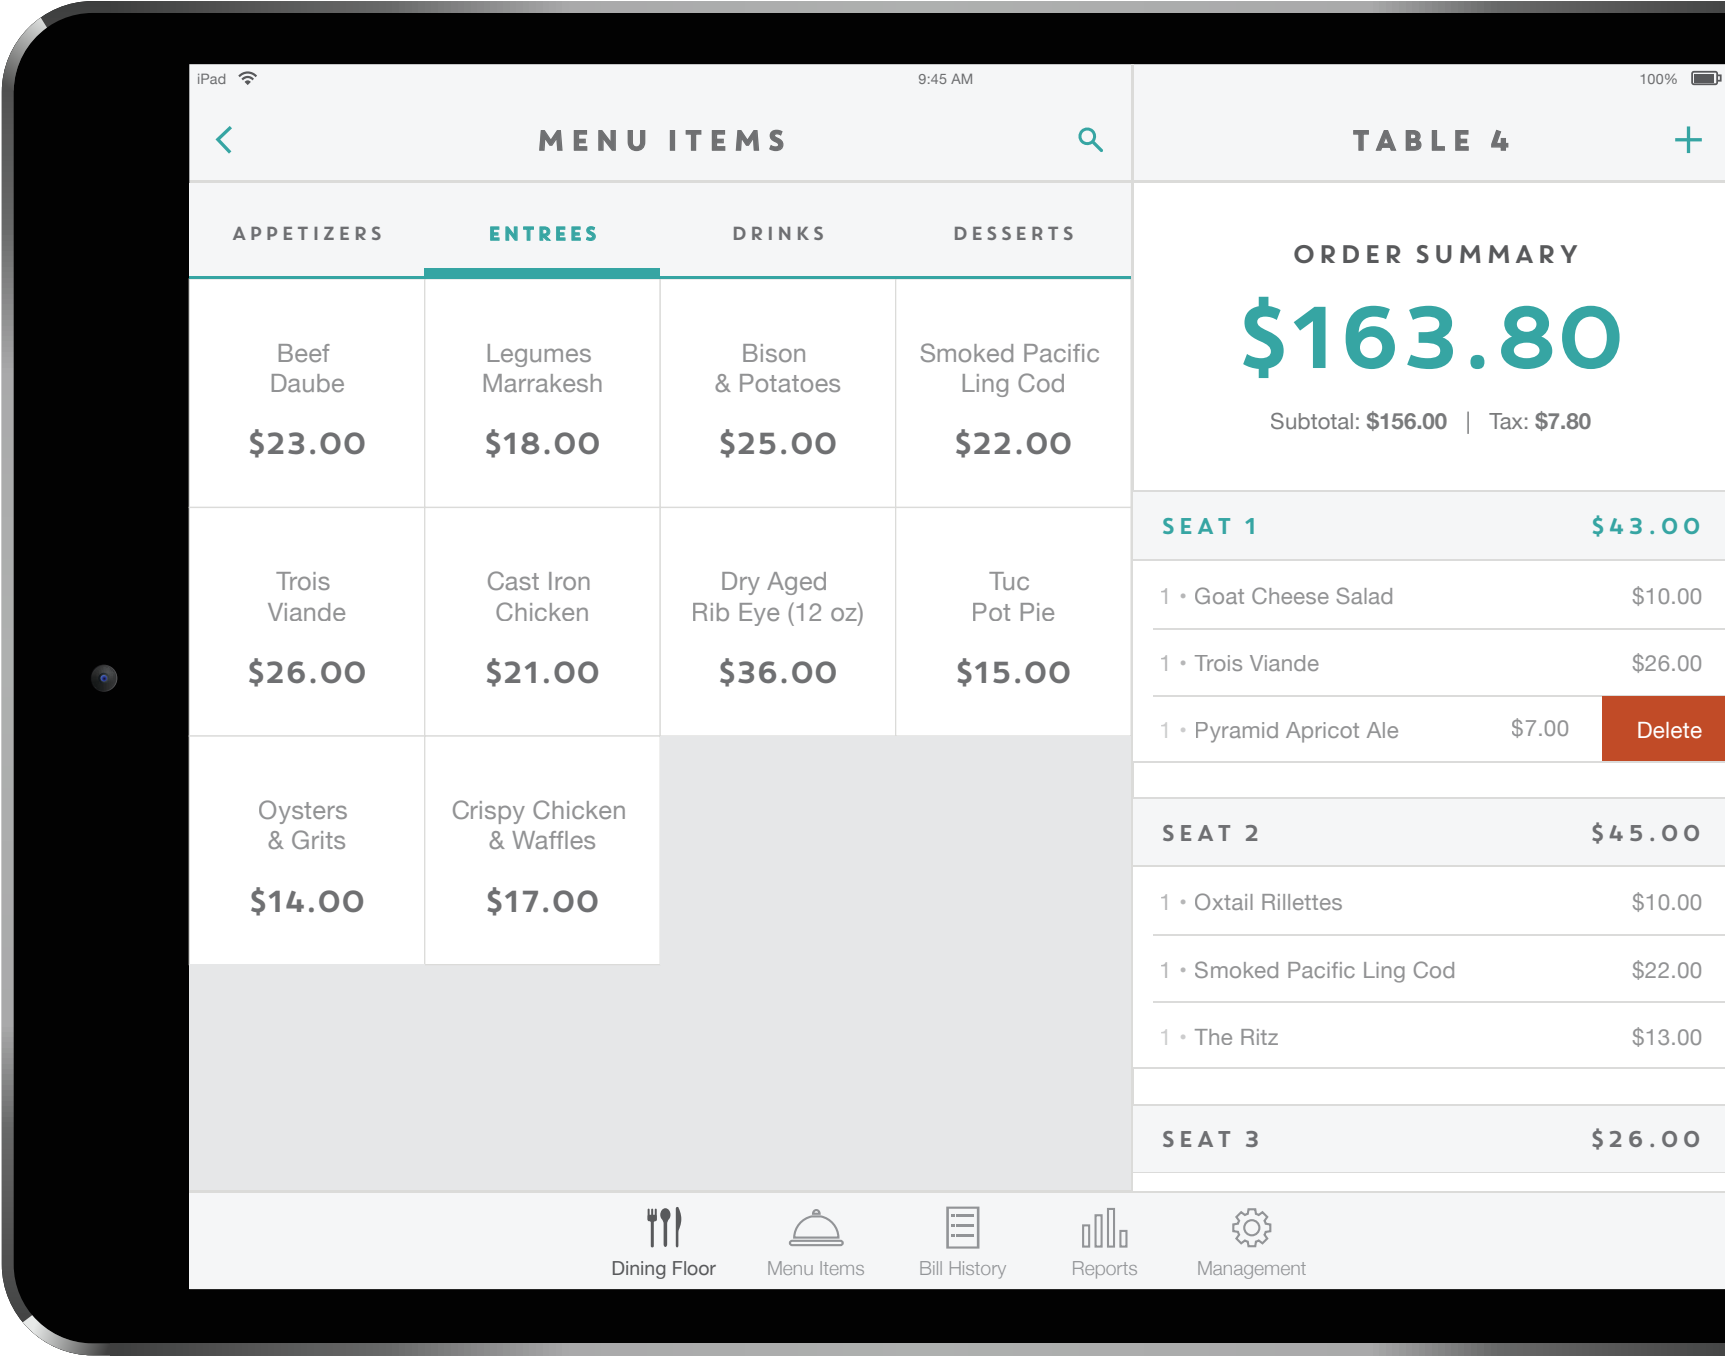 iPad
9:45 AM
100%
MENU ITEMS
TABLE 4
APPETIZERS
ENTREES
DRINKS
DESSERTS
Beef
Daube
$23.00
Legumes
Marrakesh
$18.00
Bison
& Potatoes
$25.00
Smoked Pacific
Ling Cod
$22.00
Trois
Viande
$26.00
Cast Iron
Chicken
$21.00
Dry Aged
Rib Eye (12 oz)
$36.00
Tuc
Pot Pie
$15.00
Oysters
& Grits
$14.00
Crispy Chicken
& Waffles
$17.00
ORDER SUMMARY
$163.80
Subtotal: $156.00 | Tax: $7.80
SEAT 1 $43.00
1 • Goat Cheese Salad $10.00
1 • Trois Viande $26.00
1 • Pyramid Apricot Ale $7.00 Delete
SEAT 2 $45.00
1 • Oxtail Rillettes $10.00
1 • Smoked Pacific Ling Cod $22.00
1 • The Ritz $13.00
SEAT 3 $26.00
Dining Floor
Menu Items
Bill History
Reports
Management